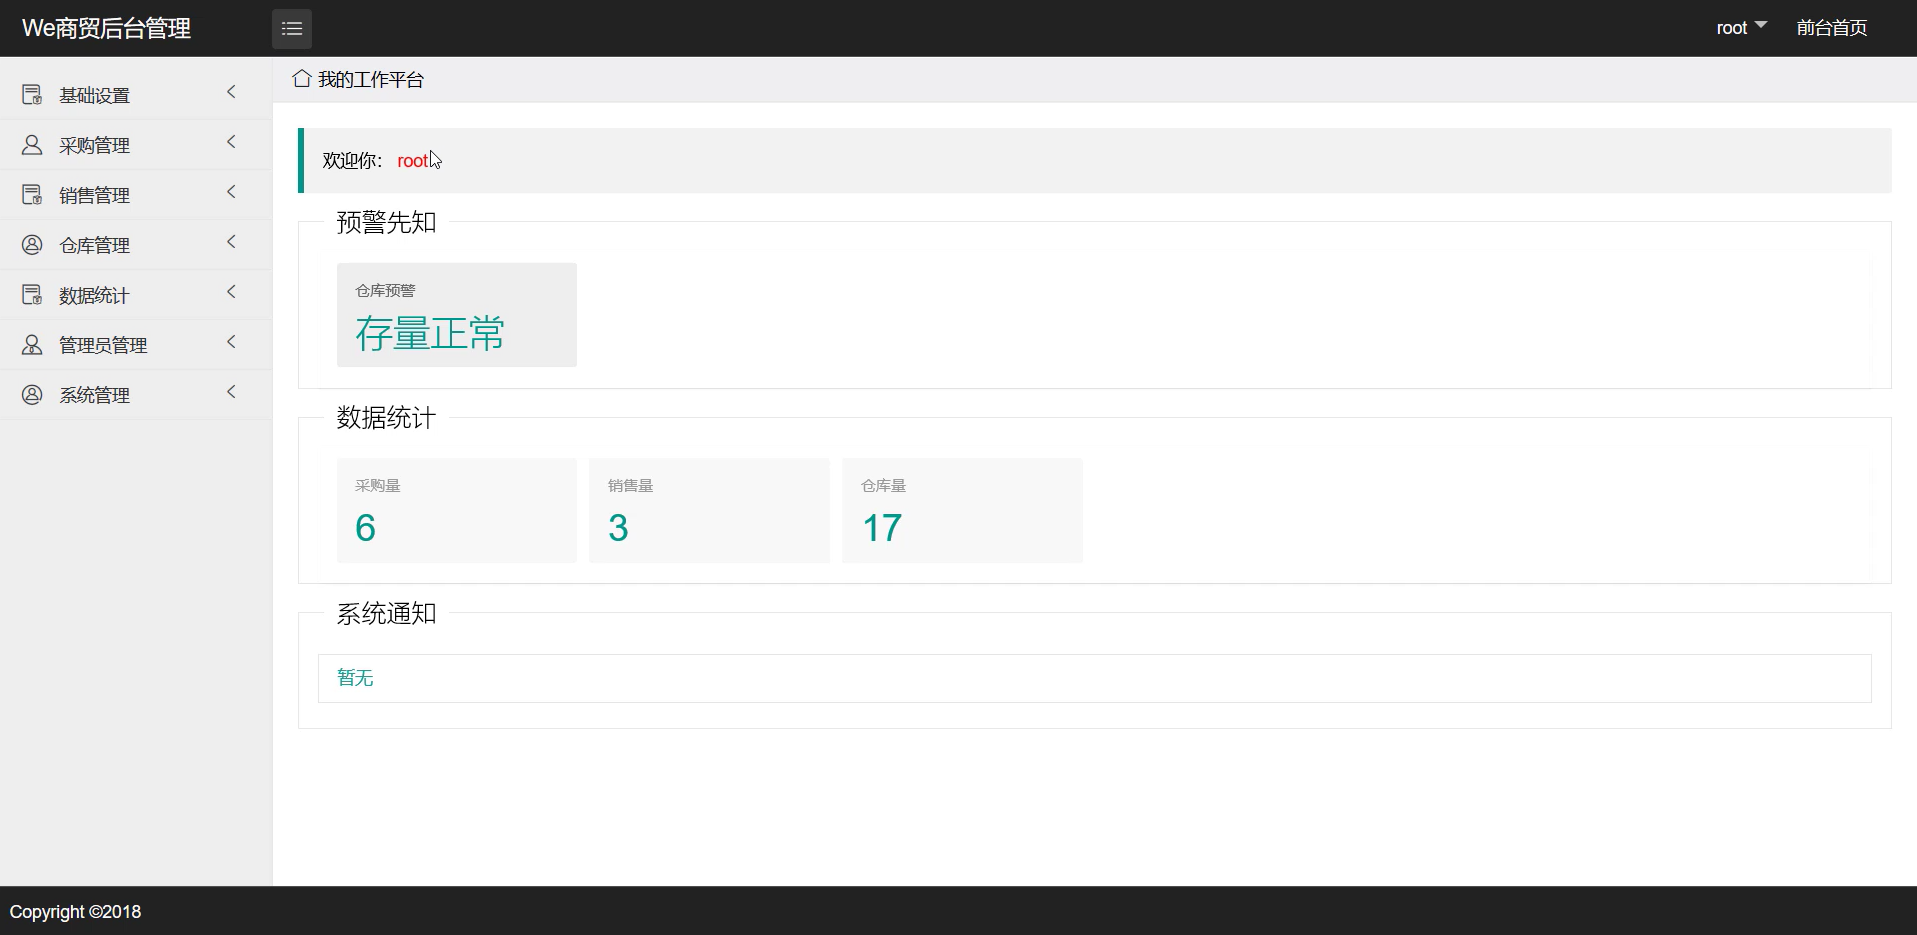 We商贸后台管理
root
前台首页
基础设置
采购管理
销售管理
仓库管理
数据统计
管理员管理
系统管理
我的工作平台
欢迎你： root
预警先知
仓库预警
存量正常
数据统计
采购量
6
销售量
3
仓库量
17
系统通知
暂无
Copyright ©2018